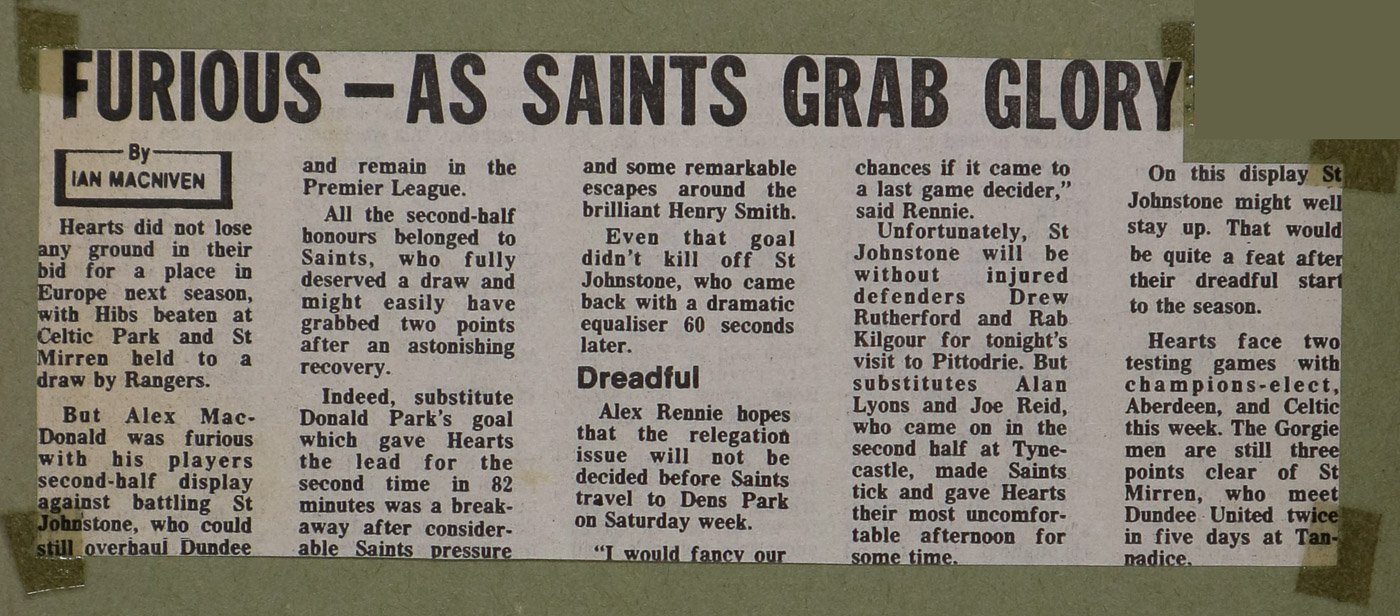 FURIOUS — AS SAINTS GRAB GLORY
By
IAN MACNIVEN
Hearts did not lose
any ground in their
bid for a place in
Europe next season,
with Hibs beaten at
Celtic Park and St
Mirren held to a
draw by Rangers.
But Alex Mac-
Donald was furious
with his players
second-half display
against battling St
Johnstone, who could
still overhaul Dundee
and remain in the
Premier League.
All the second-half
honours belonged to
Saints, who fully
deserved a draw and
might easily have
grabbed two points
after an astonishing
recovery.
Indeed, substitute
Donald Park's goal
which gave Hearts
the lead for the
second time in 82
minutes was a break-
away after consider-
able Saints pressure
and some remarkable
escapes around the
brilliant Henry Smith.
Even that goal
didn't kill off St
Johnstone, who came
back with a dramatic
equaliser 60 seconds
later.
Dreadful
Alex Rennie hopes
that the relegation
issue will not be
decided before Saints
travel to Dens Park
on Saturday week.
"I would fancy our
chances if it came to
a last game decider,"
said Rennie.
Unfortunately, St
Johnstone will be
without injured
defenders Drew
Rutherford and Rab
Kilgour for tonight's
visit to Pittodrie. But
substitutes Alan
Lyons and Joe Reid,
who came on in the
second half at Tyne-
castle, made Saints
tick and gave Hearts
their most uncomfor-
table afternoon for
some time.
On this display St
Johnstone might well
stay up. That would
be quite a feat after
their dreadful start
to the season.
Hearts face two
testing games with
champions-elect,
Aberdeen, and Celtic
this week. The Gorgie
men are still three
points clear of St
Mirren, who meet
Dundee United twice
in five days at Tan-
nadice.